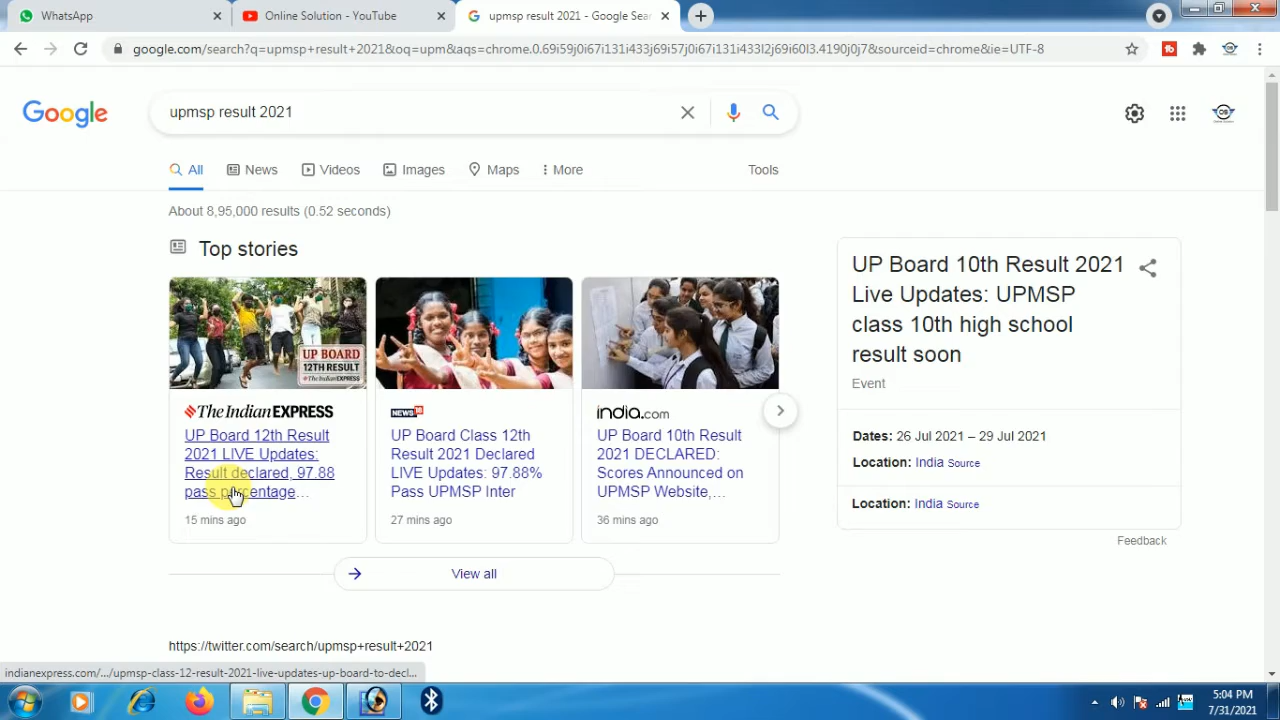 WhatsApp
Online Solution - YouTube
upmsp result 2021 - Google Sear
google.com/search?q=upmsp+result+2021&oq=upm&aqs=chrome.0.69i59j0i67i131i433j69i57j0i67i131i433l2j69i60l3.4190j0j7&sourceid=chrome&ie=UTF-8
Google
upmsp result 2021
All
News
Videos
Images
Maps
More
Tools
About 8,95,000 results (0.52 seconds)
Top stories
UP BOARD
12TH RESULT
The Indian EXPRESS
The Indian EXPRESS
UP Board 12th Result
2021 LIVE Updates:
Result declared, 97.88
pass percentage…
15 mins ago
NEWS18
UP Board Class 12th
Result 2021 Declared
LIVE Updates: 97.88%
Pass UPMSP Inter
27 mins ago
india.com
UP Board 10th Result
2021 DECLARED:
Scores Announced on
UPMSP Website,…
36 mins ago
View all
UP Board 10th Result 2021
Live Updates: UPMSP
class 10th high school
result soon
Event
Dates: 26 Jul 2021 – 29 Jul 2021
Location: India Source
Location: India Source
Feedback
https://twitter.com/search/upmsp+result+2021
indianexpress.com/.../upmsp-class-12-result-2021-live-updates-up-board-to-decl...
5:04 PM
7/31/2021